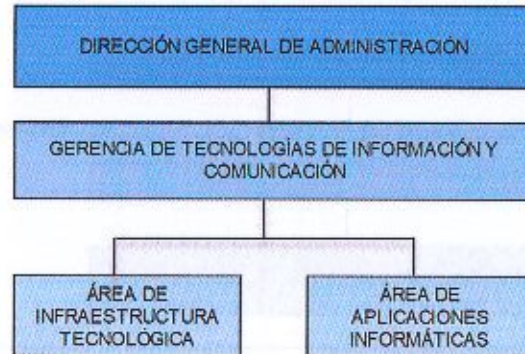 DIRECCIÓN GENERAL DE ADMINISTRACIÓN
GERENCIA DE TECNOLOGÍAS DE INFORMACIÓN Y
COMUNICACIÓN
ÁREA DE
INFRAESTRUCTURA
TECNOLÓGICA
ÁREA DE
APLICACIONES
INFORMÁTICAS